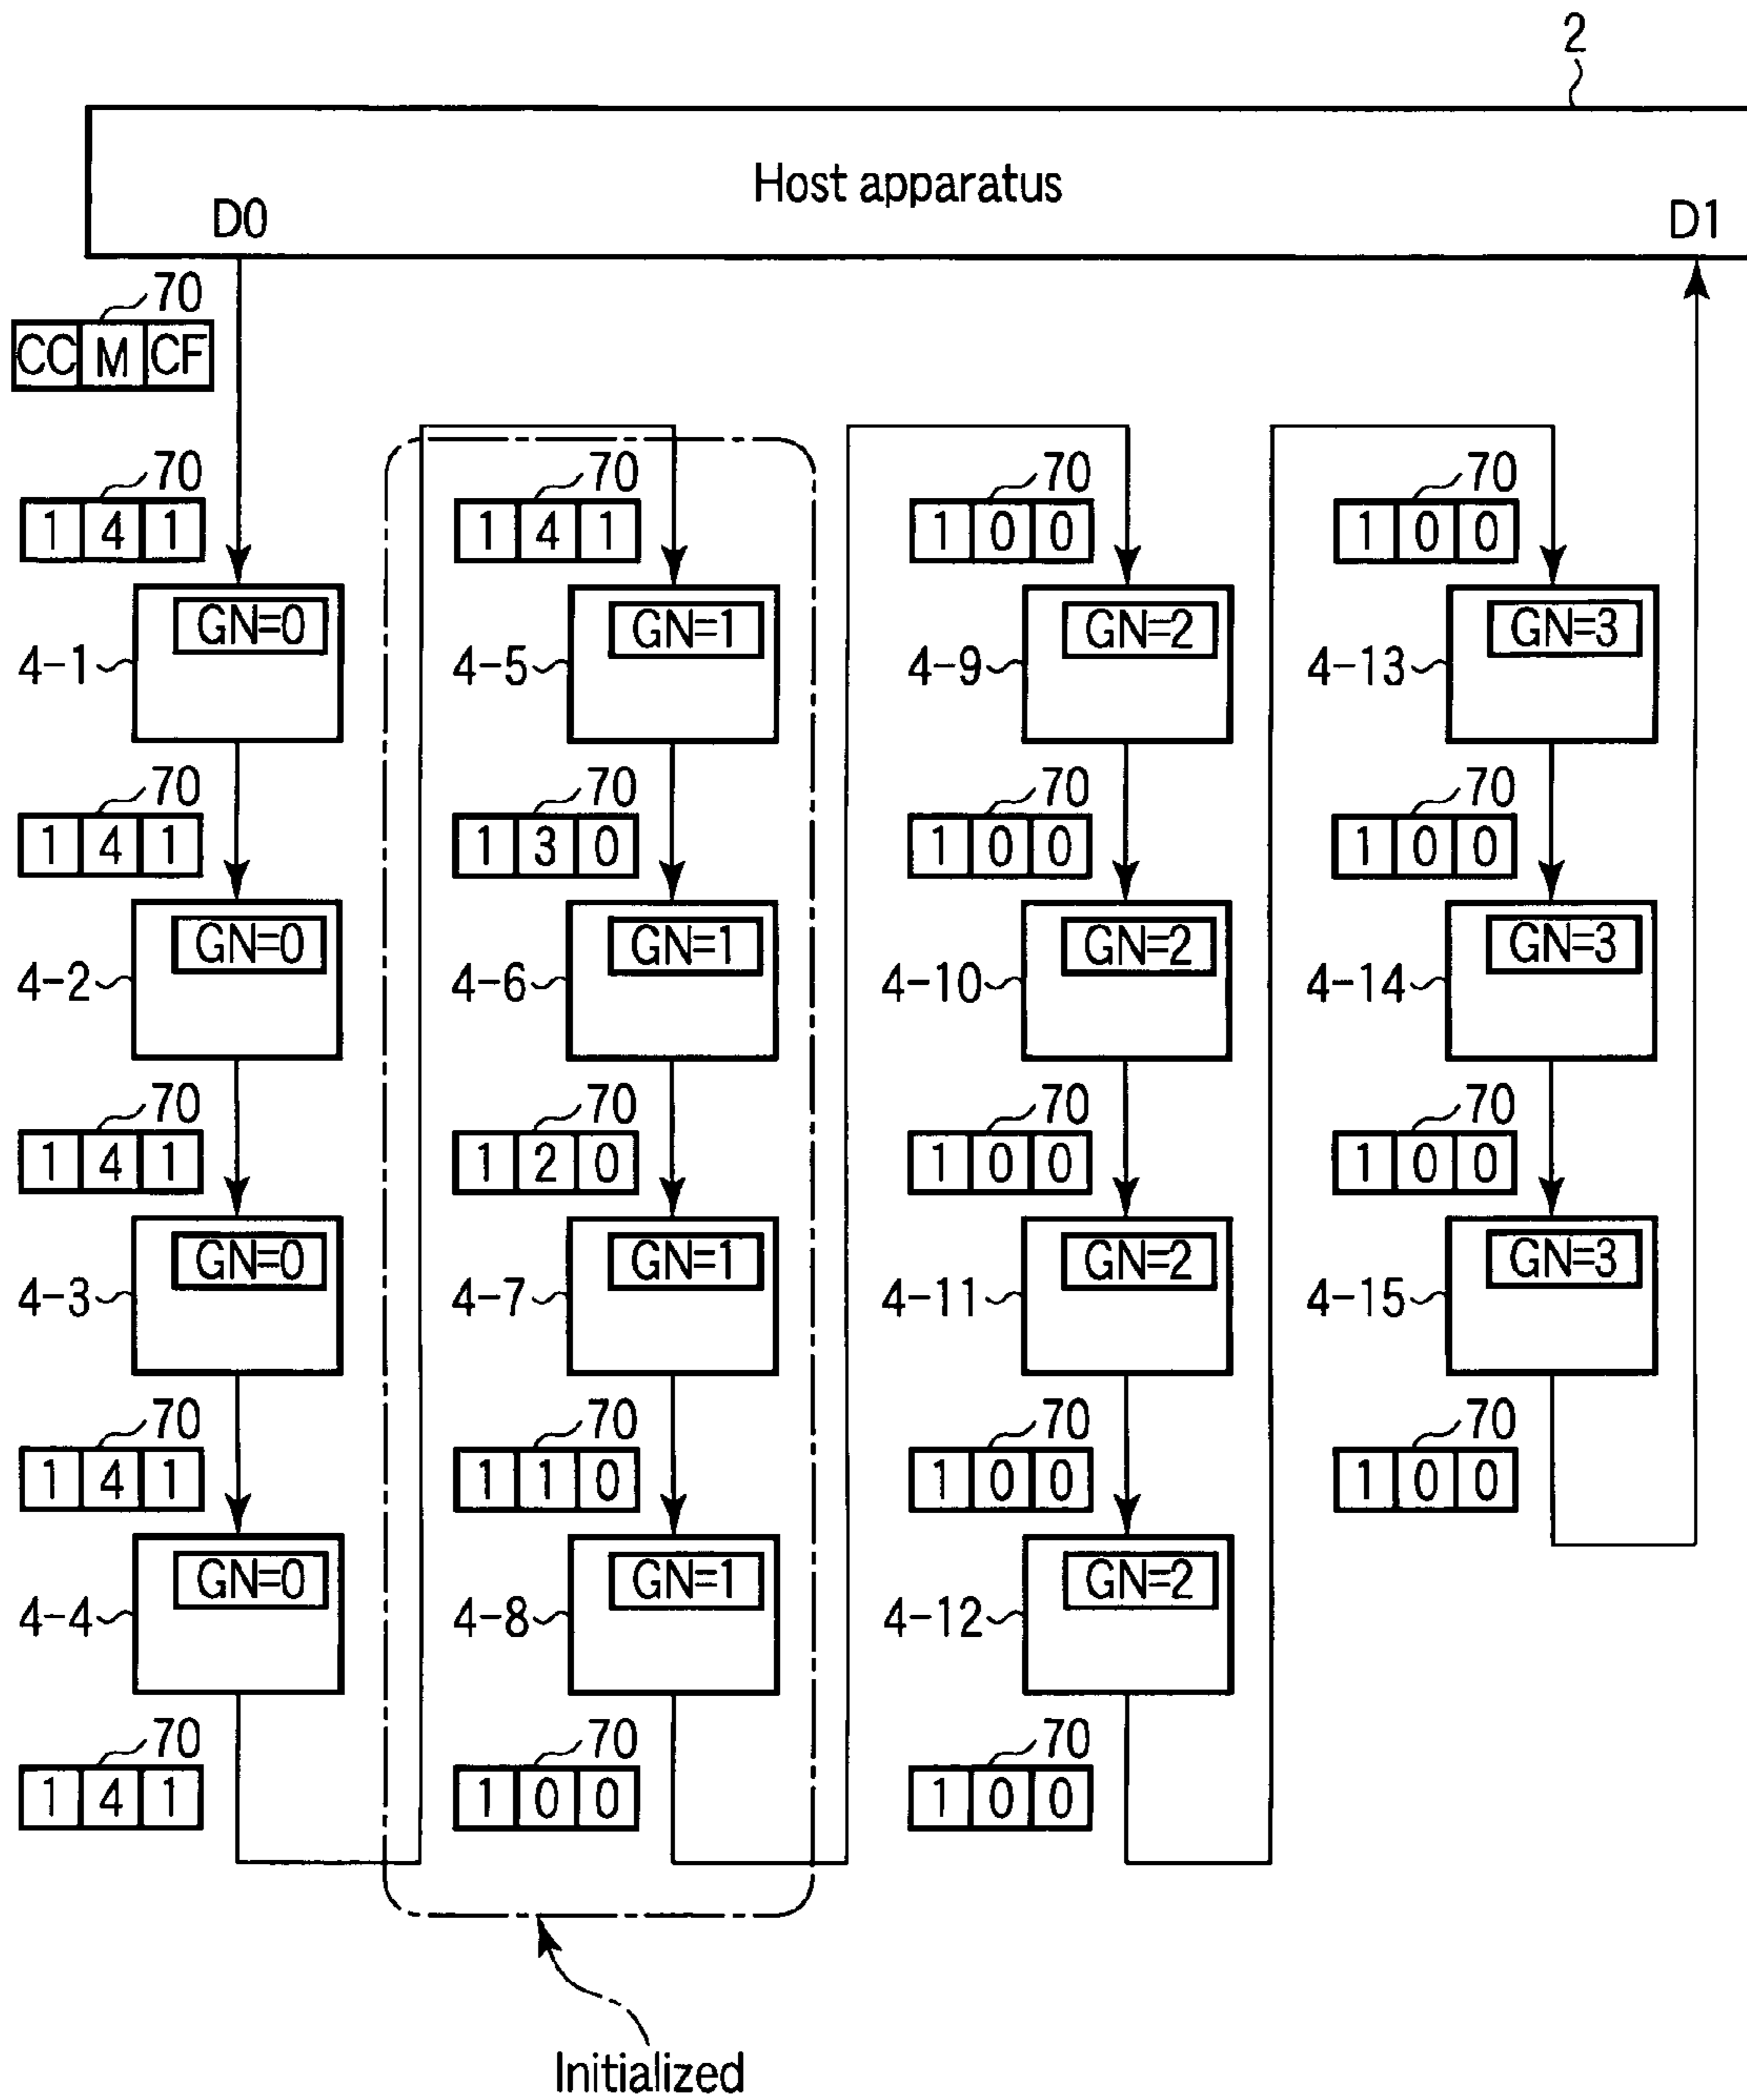 2
Host apparatus
D0 D1
70
CC M CF
70 70 70 70
1 4 1 1 4 1 1 0 0 1 0 0
GN=0 GN=1 GN=2 GN=3
4-1 4-5 4-9 4-13
70 70 70 70
1 4 1 1 3 0 1 0 0 1 0 0
GN=0 GN=1 GN=2 GN=3
4-2 4-6 4-10 4-14
70 70 70 70
1 4 1 1 2 0 1 0 0 1 0 0
GN=0 GN=1 GN=2 GN=3
4-3 4-7 4-11 4-15
70 70 70 70
1 4 1 1 1 0 1 0 0 1 0 0
GN=0 GN=1 GN=2
4-4 4-8 4-12
70 70 70
1 4 1 1 0 0 1 0 0
Initialized